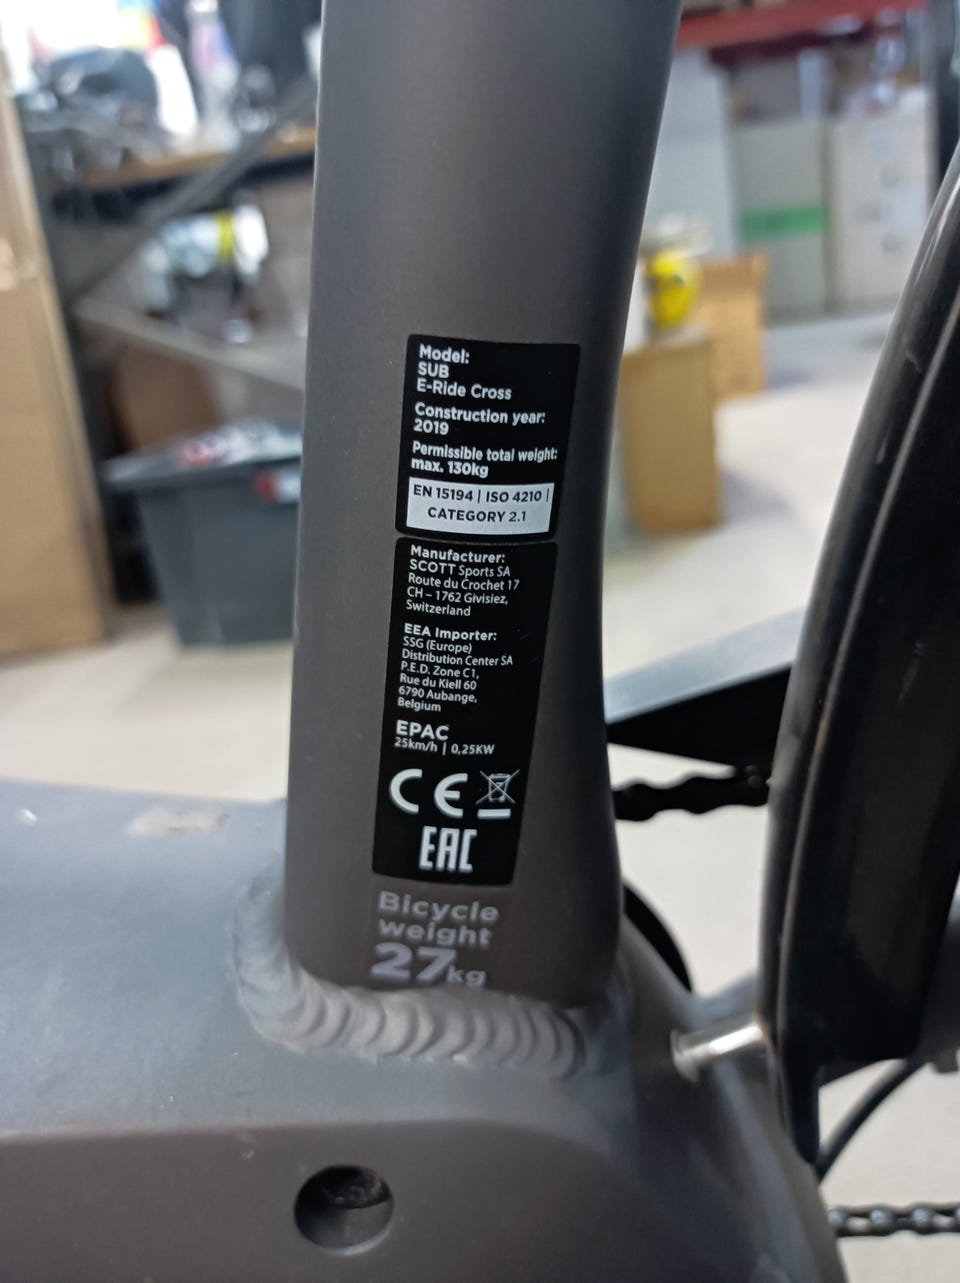 Model:
SUB
E-Ride Cross
Construction year:
2019
Permissible total weight:
max. 130kg
EN 15194 | ISO 4210 |
CATEGORY 2.1
Manufacturer:
SCOTT Sports SA
Route du Crochet 17
CH – 1762 Givisiez,
Switzerland
EEA Importer:
SSG (Europe)
Distribution Center SA
P.E.D. Zone C1,
Rue du Kiell 60
6790 Aubange,
Belgium
EPAC
25km/h | 0,25KW
CE
EAC
Bicycle
weight
27kg